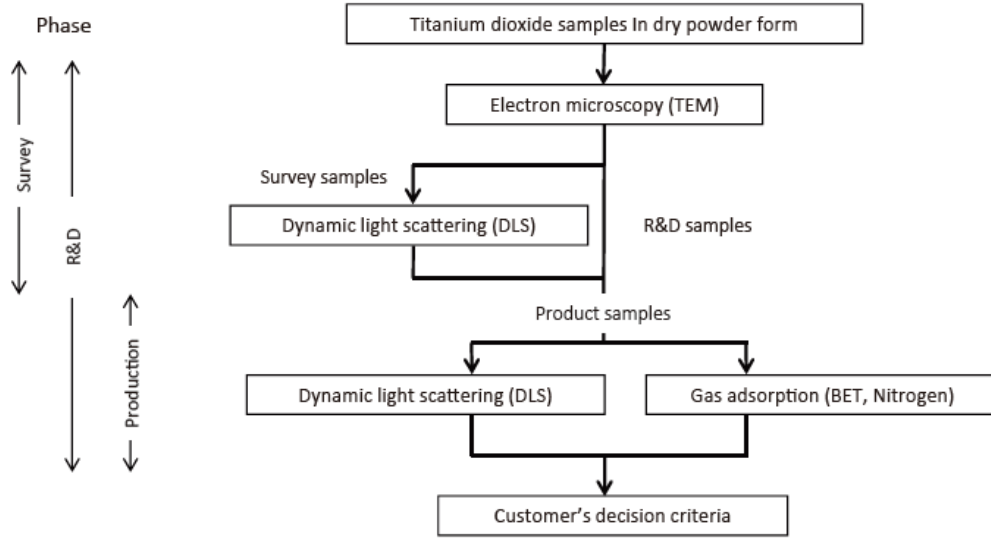 Phase
Titanium dioxide samples In dry powder form
Electron microscopy (TEM)
Survey
Survey samples
Dynamic light scattering (DLS)
R&D samples
R&D
Product samples
Production
Dynamic light scattering (DLS)
Gas adsorption (BET, Nitrogen)
Customer's decision criteria